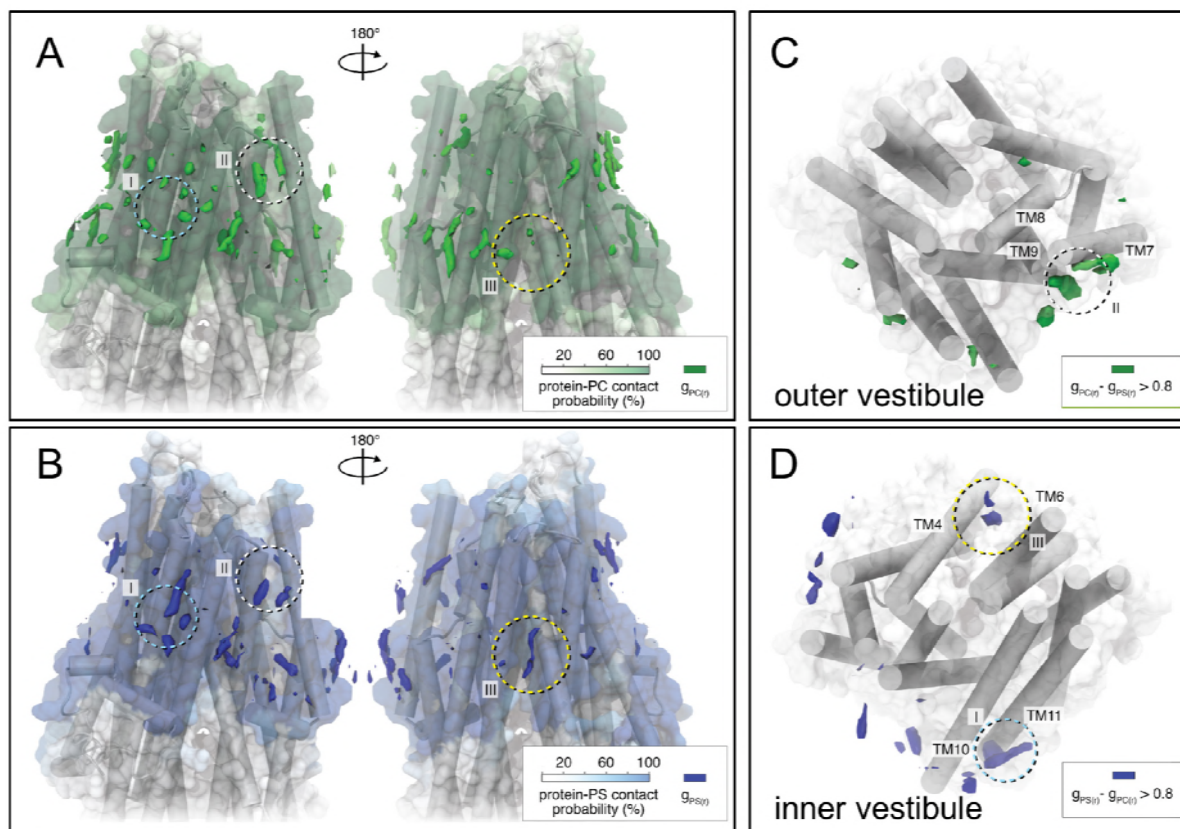 A
180°
I
II
III
20 60 100
protein-PC contact
probability (%)
gPC(r)
B
180°
I
II
III
20 60 100
protein-PS contact
probability (%)
gPS(r)
C
TM8
TM9
TM7
II
outer vestibule
gPC(r)- gPS(r) > 0.8
D
TM6
TM4
III
I
TM11
TM10
inner vestibule
gPS(r)- gPC(r) > 0.8